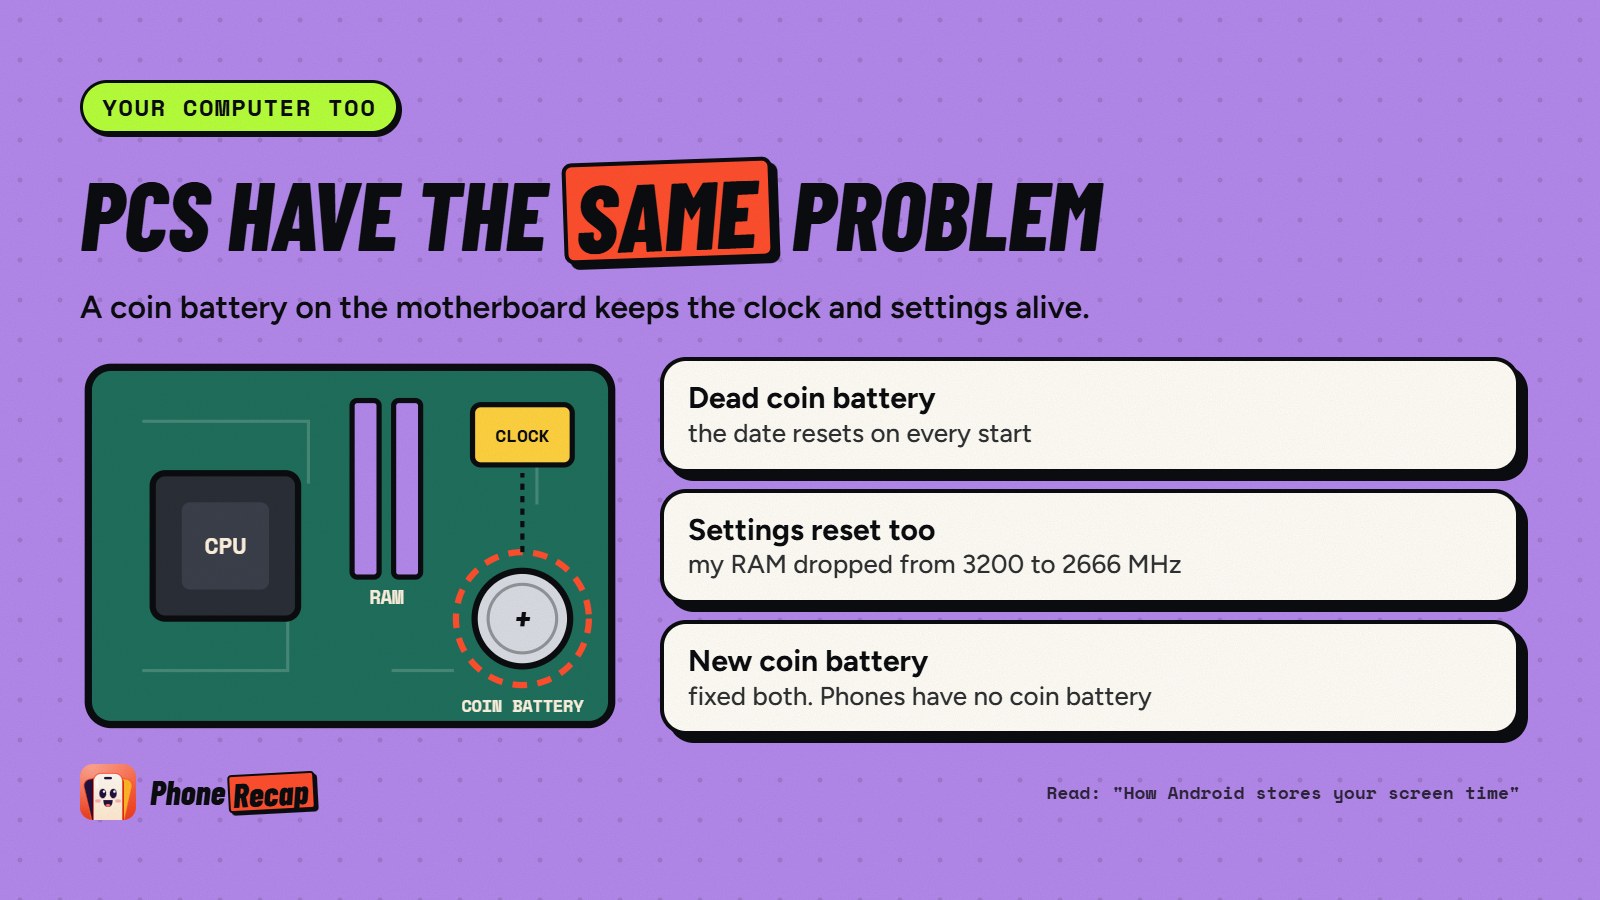 YOUR COMPUTER TOO
PCS HAVE THE SAME PROBLEM
A coin battery on the motherboard keeps the clock and settings alive.
CPU
RAM
CLOCK
+
COIN BATTERY
Dead coin battery
the date resets on every start
Settings reset too
my RAM dropped from 3200 to 2666 MHz
New coin battery
fixed both. Phones have no coin battery
Phone Recap
Read: "How Android stores your screen time"